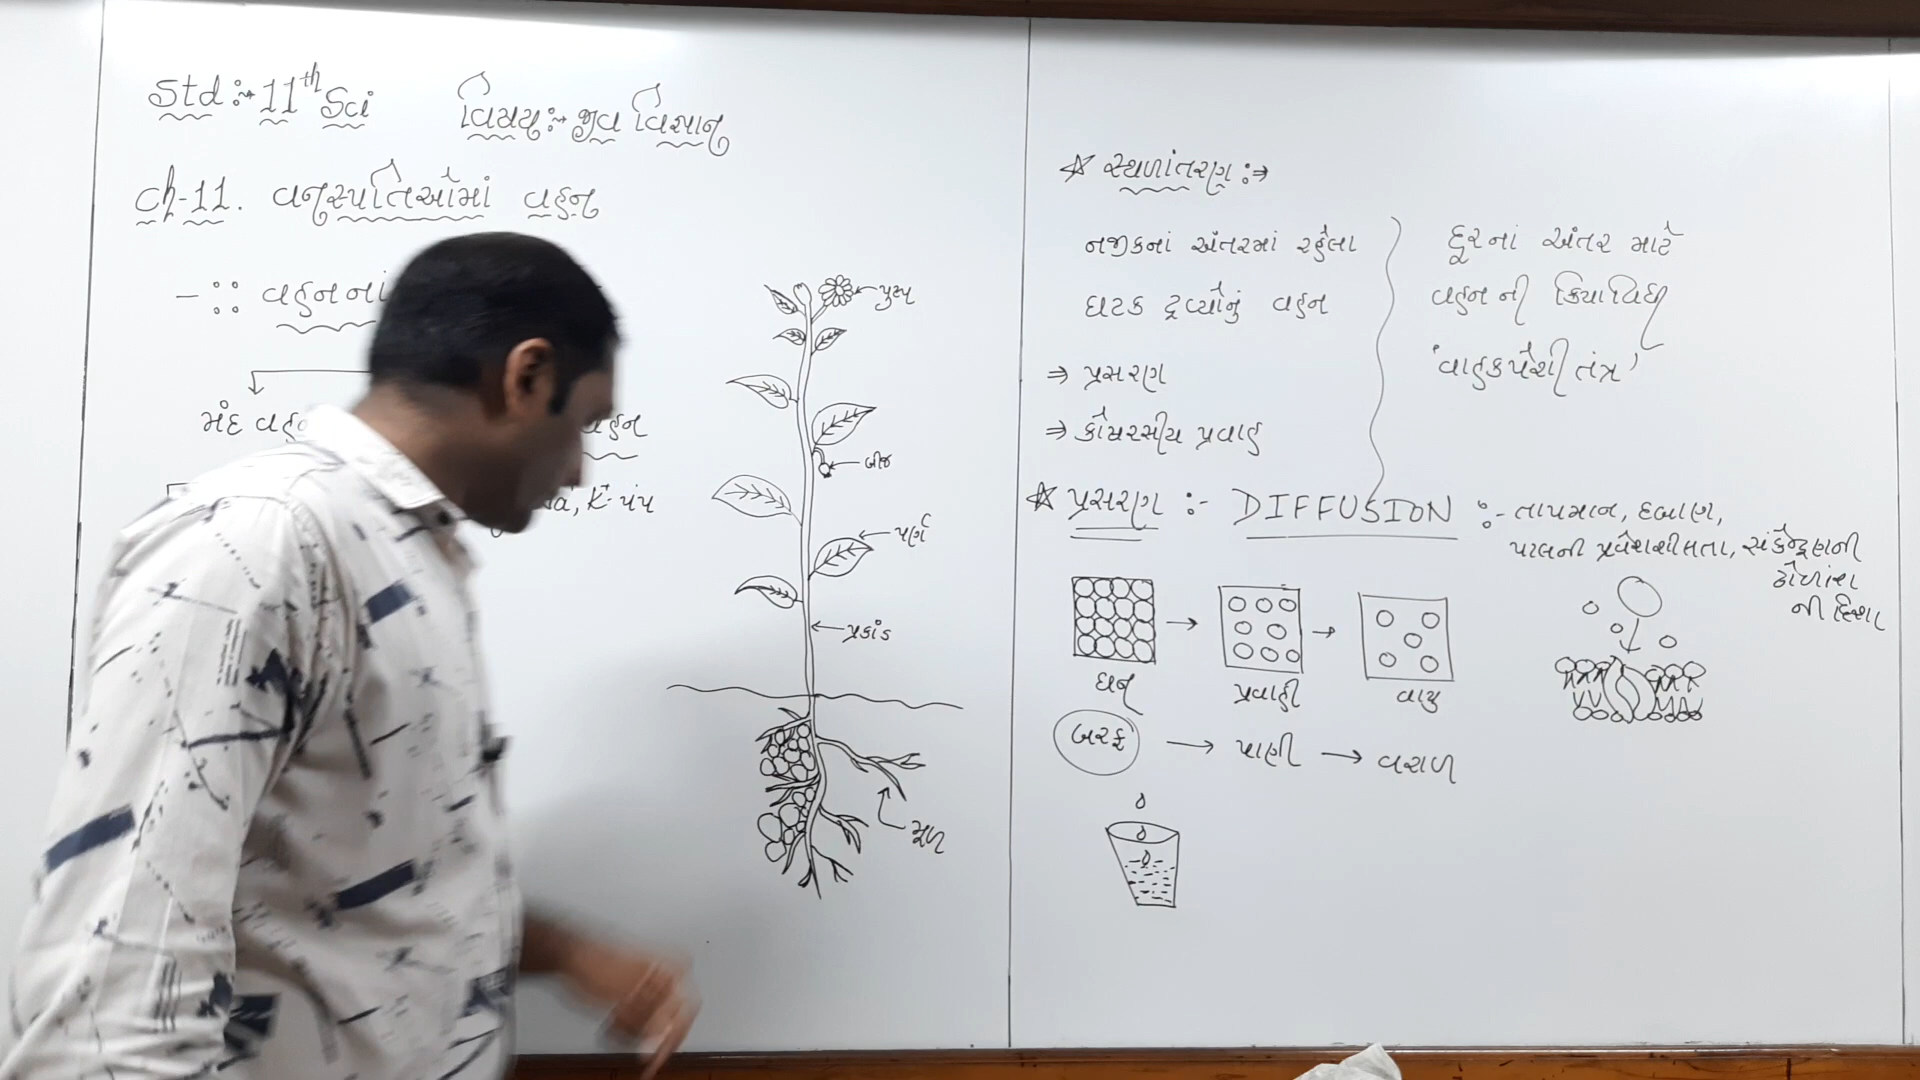 Std :- 11th Sci વિષય :- જીવ વિજ્ઞાન
Ch-11. વનસ્પતિઓમાં વહન
-:: વહનનાં
મંદ વહન
વહન
Na, K-પંપ
પુષ્પ
બીજ
પર્ણ
પ્રકાંડ
મૂળ
☆ સ્થળાંતરણ :→
નજીકનાં અંતરમાં રહેલા
ઘટક દ્રવ્યોનું વહન
⇒ પ્રસરણ
⇒ કોષરસીય પ્રવાહ
દૂરનાં અંતર માટે
વહન ની ક્રિયાવિધી
'વાહકપેશી તંત્ર'
☆ પ્રસરણ :- DIFFUSION :- તાપમાન, દબાણ,
પટલની પ્રવેશશીલતા, સંકેન્દ્રણની
ઢોળાંશ
ની દિશા
ઘન → પ્રવાહી → વાયુ
બરફ → પાણી → વરાળ